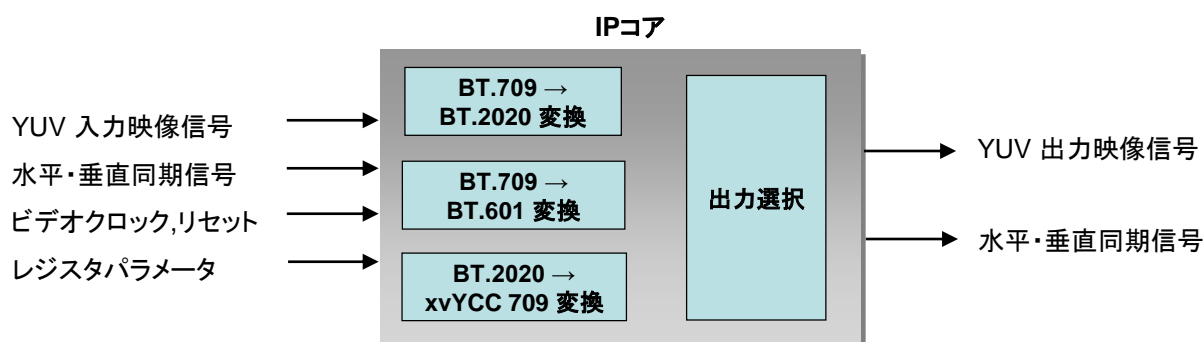 IPコア
YUV 入力映像信号
水平・垂直同期信号
ビデオクロック,リセット
レジスタパラメータ
BT.709 →
BT.2020 変換
BT.709 →
BT.601 変換
BT.2020 →
xvYCC 709 変換
出力選択
YUV 出力映像信号
水平・垂直同期信号